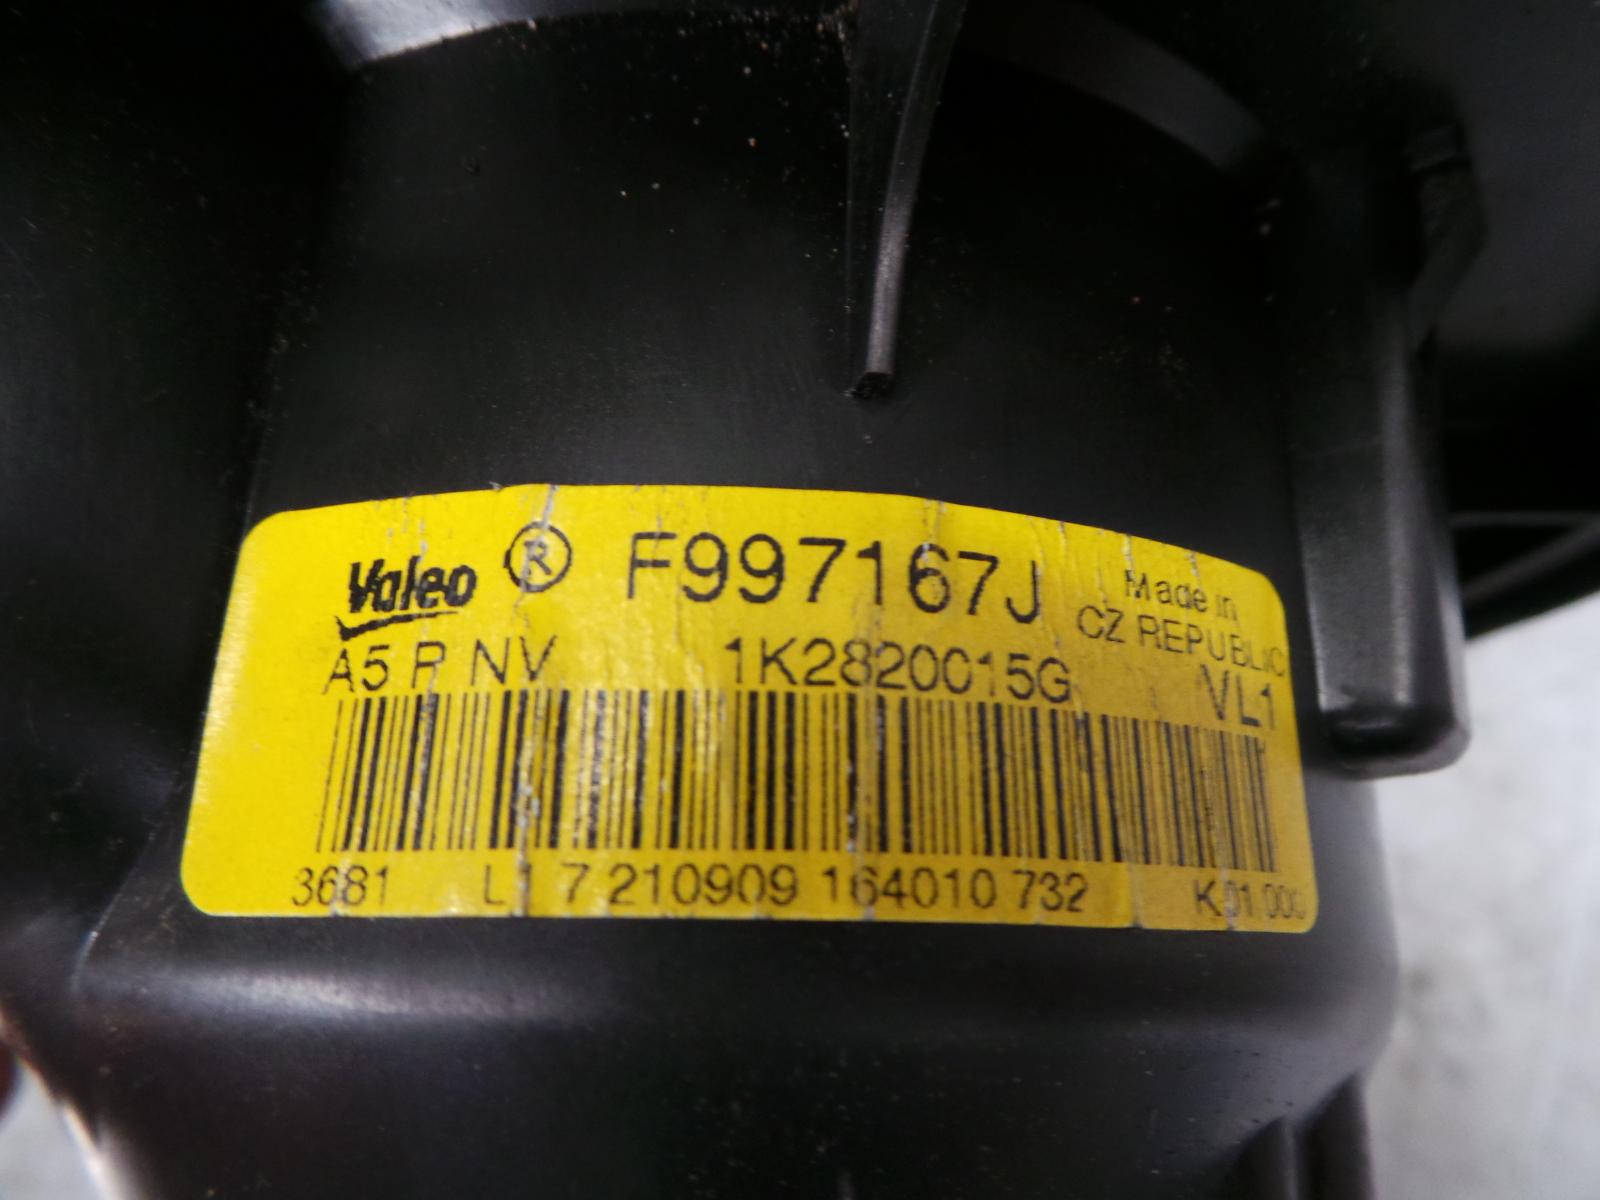 Valeo ® F997167J Made in
CZ REPUBLIC
A5 R NV 1K2820015G VL1
3681 L1 7 210909 164010 732 K01 000